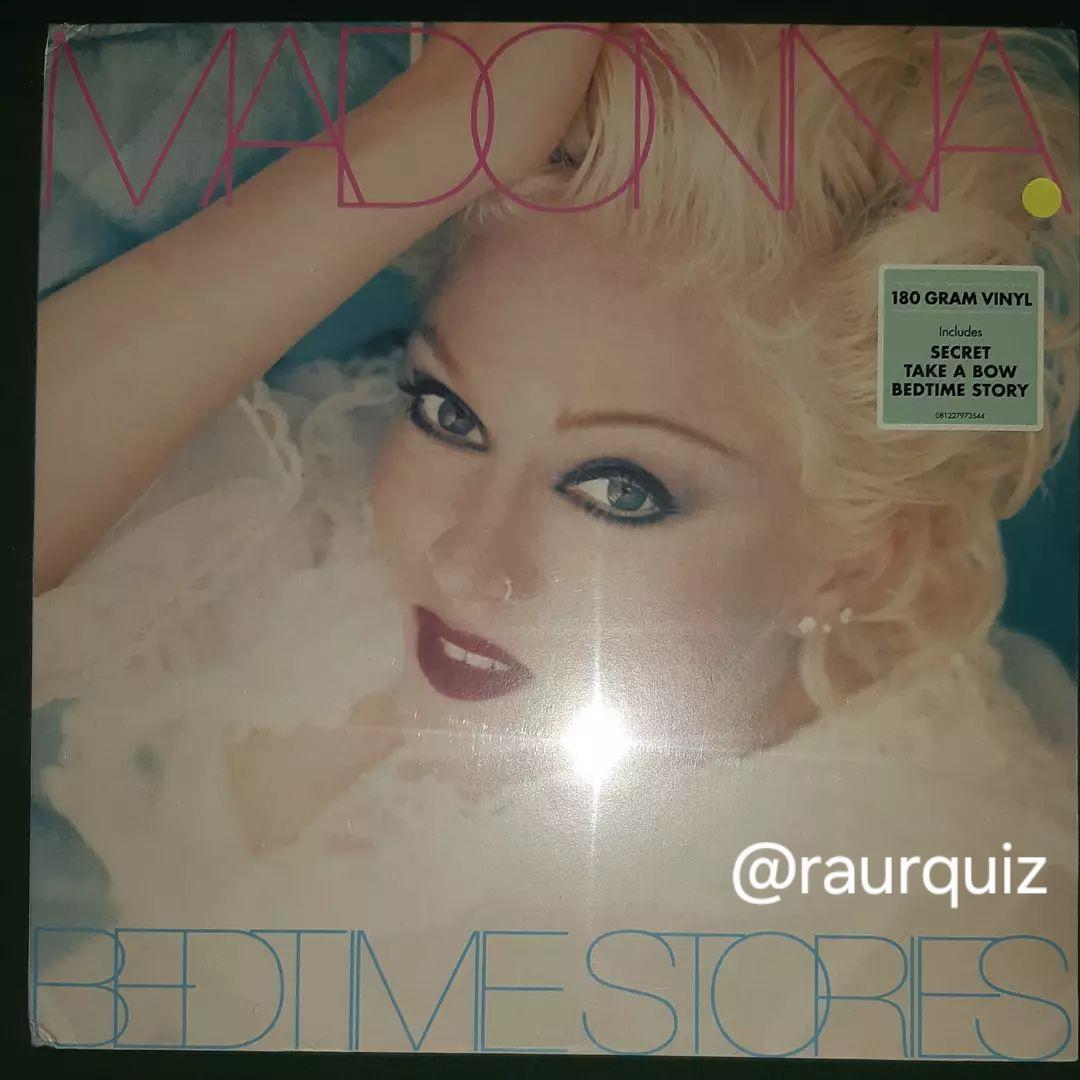 MADONNA
180 GRAM VINYL
Includes
SECRET
TAKE A BOW
BEDTIME STORY
081227973544
@raurquiz
BEDTIME STORIES